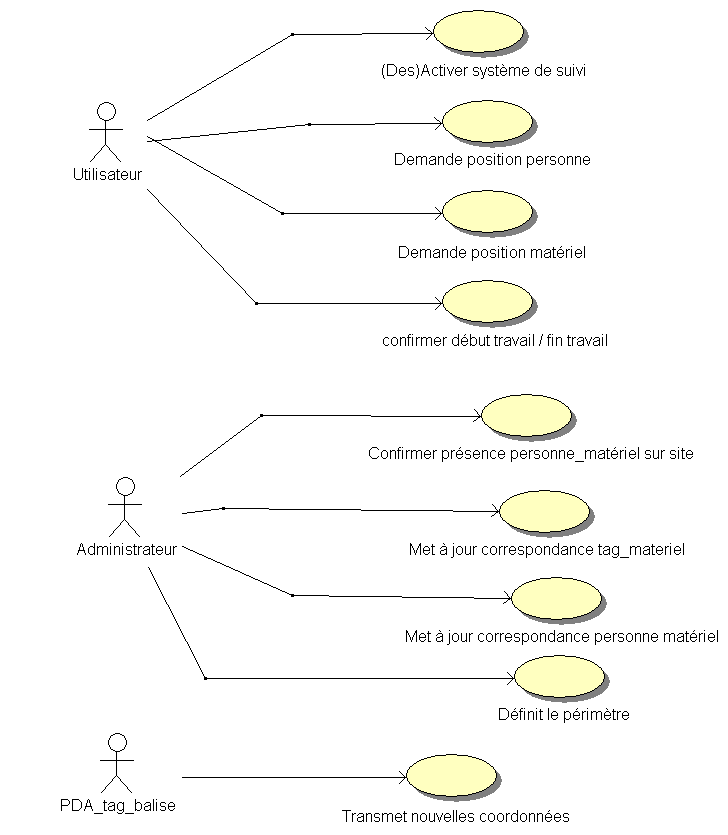 (Des)Activer système de suivi
Demande position personne
Utilisateur
Demande position matériel
confirmer début travail / fin travail
Confirmer présence personne_matériel sur site
Administrateur
Met à jour correspondance tag_materiel
Met à jour correspondance personne matériel
Définit le périmètre
PDA_tag_balise
Transmet nouvelles coordonnées